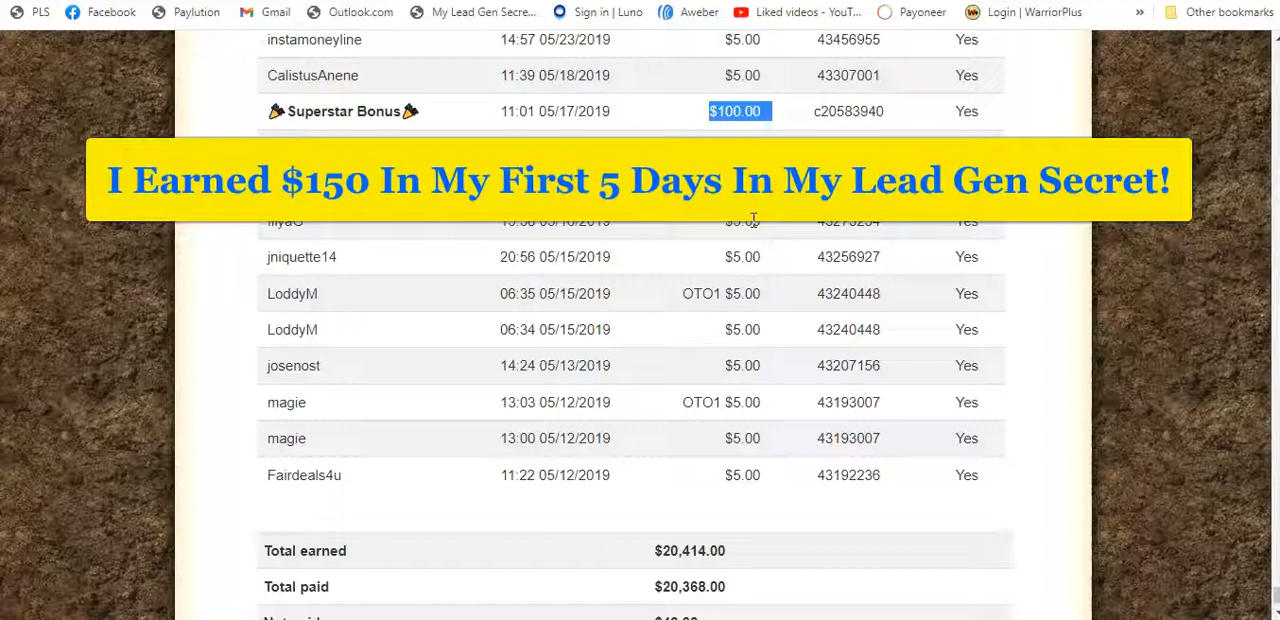 PLS Facebook Paylution Gmail Outlook.com My Lead Gen Secre... Sign in | Luno Aweber Liked videos - YouT... Payoneer Login | WarriorPlus » Other bookmarks
instamoneyline 14:57 05/23/2019 $5.00 43456955 Yes
CalistusAnene 11:39 05/18/2019 $5.00 43307001 Yes
🎉Superstar Bonus🎉 11:01 05/17/2019 $100.00 c20583940 Yes
I Earned $150 In My First 5 Days In My Lead Gen Secret!
05/16/2019 $5.00 Yes
jniquette14 20:56 05/15/2019 $5.00 43256927 Yes
LoddyM 06:35 05/15/2019 OTO1 $5.00 43240448 Yes
LoddyM 06:34 05/15/2019 $5.00 43240448 Yes
josenost 14:24 05/13/2019 $5.00 43207156 Yes
magie 13:03 05/12/2019 OTO1 $5.00 43193007 Yes
magie 13:00 05/12/2019 $5.00 43193007 Yes
Fairdeals4u 11:22 05/12/2019 $5.00 43192236 Yes
Total earned $20,414.00
Total paid $20,368.00